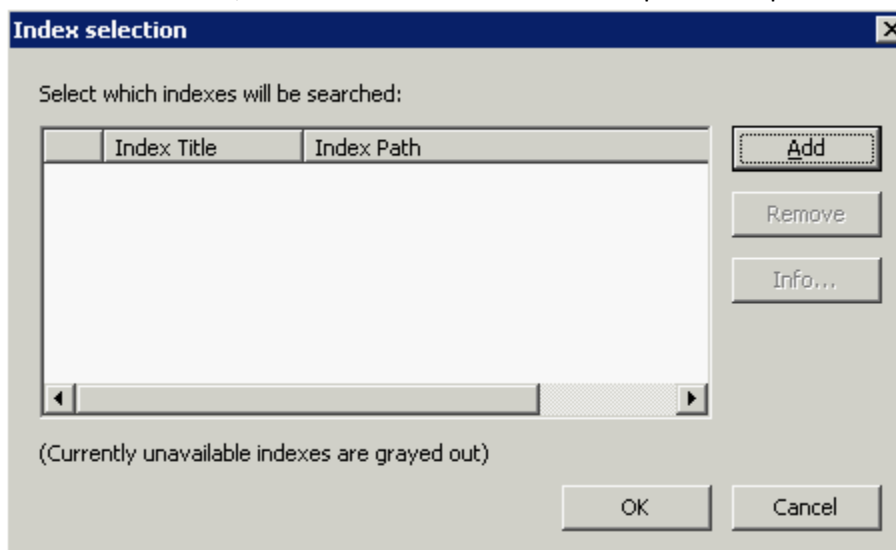 Index selection
Select which indexes will be searched:
Index Title Index Path
Add
Remove
Info...
(Currently unavailable indexes are grayed out)
OK Cancel